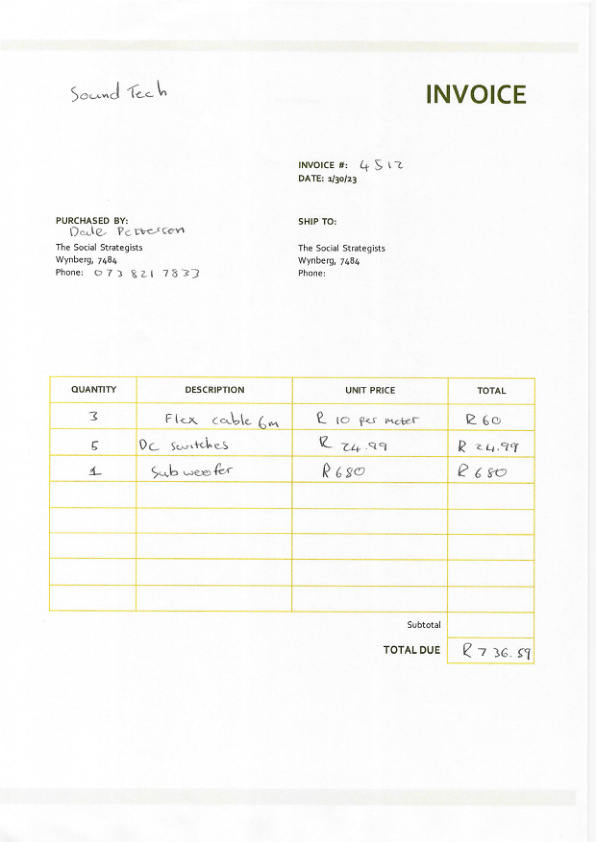 Sound Tech
INVOICE
INVOICE #: 4512
DATE: 1/30/23
PURCHASED BY:
Dale Petterson
The Social Strategists
Wynberg, 7484
Phone: 073 821 7833
SHIP TO:
The Social Strategists
Wynberg, 7484
Phone:
QUANTITY DESCRIPTION UNIT PRICE TOTAL
3 Flex cable 6m R 10 per meter R 60
5 DC switches R 24.99 R 24.99
1 Sub weefer R 680 R 680
Subtotal
TOTAL DUE R 736.59